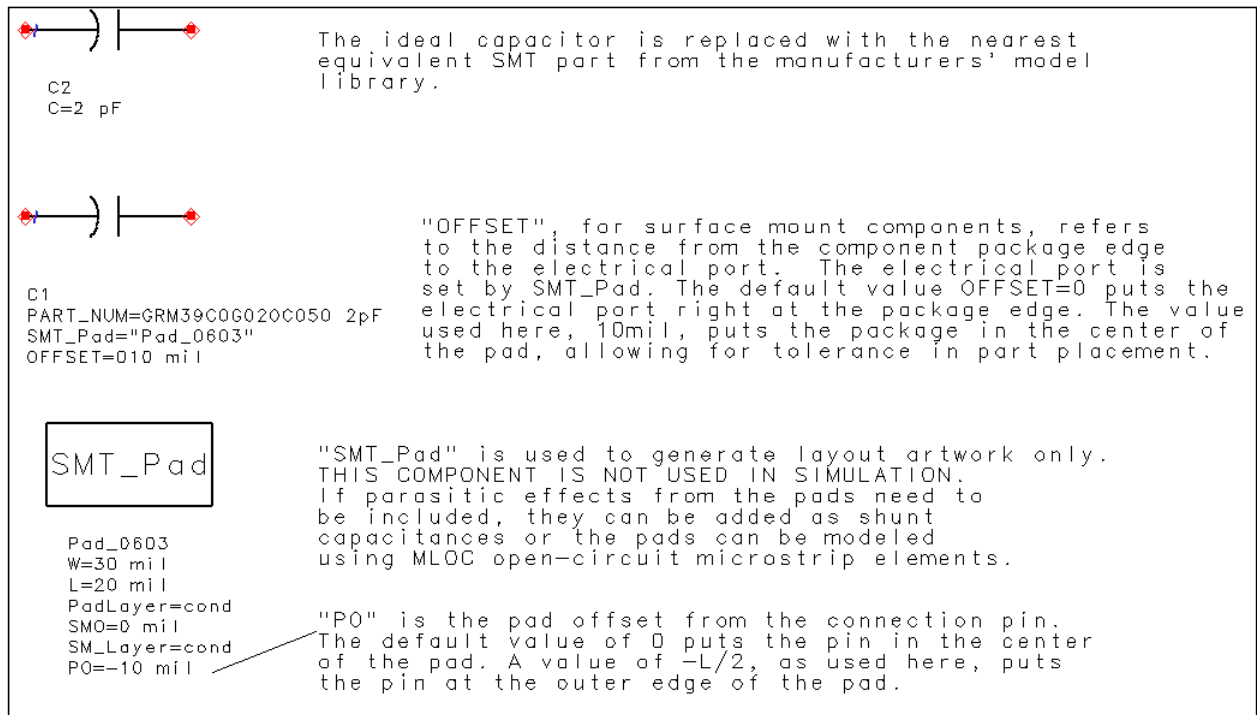 The ideal capacitor is replaced with the nearest
equivalent SMT part from the manufacturers' model
library.
C2
C=2 pF
"OFFSET", for surface mount components, refers
to the distance from the component package edge
to the electrical port. The electrical port is
set by SMT_Pad. The default value OFFSET=0 puts the
electrical port right at the package edge. The value
used here, 10mil, puts the package in the center of
the pad, allowing for tolerance in part placement.
C1
PART_NUM=GRM39C0G020C050 2pF
SMT_Pad="Pad_0603"
OFFSET=010 mil
SMT_Pad
"SMT_Pad" is used to generate layout artwork only.
THIS COMPONENT IS NOT USED IN SIMULATION.
If parasitic effects from the pads need to
be included, they can be added as shunt
capacitances or the pads can be modeled
using MLOC open-circuit microstrip elements.
Pad_0603
W=30 mil
L=20 mil
PadLayer=cond
SMO=0 mil
SM_Layer=cond
PO=-10 mil
"PO" is the pad offset from the connection pin.
The default value of 0 puts the pin in the center
of the pad. A value of -L/2, as used here, puts
the pin at the outer edge of the pad.